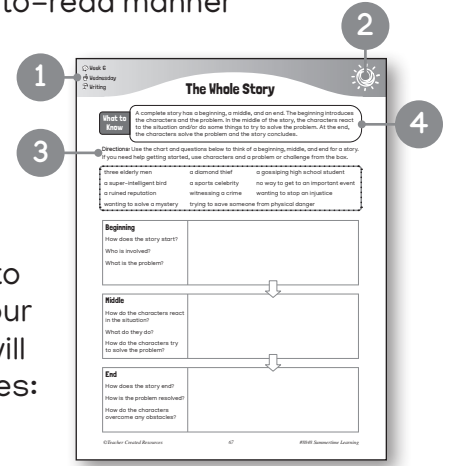 to-read manner
2
1
Week 6
Wednesday
Writing
The Whole Story
What to
Know
A complete story has a beginning, a middle, and an end. The beginning introduces
the characters and the problem. In the middle of the story, the characters react
to the situation and/or do some things to try to solve the problem. At the end,
the characters solve the problem and the story concludes.
4
3
Directions: Use the chart and questions below to think of a beginning, middle, and end for a story.
If you need help getting started, use characters and a problem or challenge from the box.
three elderly men a diamond thief a gossiping high school student
a super-intelligent bird a sports celebrity no way to get to an important event
a ruined reputation witnessing a crime wanting to stop an injustice
wanting to solve a mystery trying to save someone from physical danger
Beginning
How does the story start?
Who is involved?
What is the problem?
to
our
will
es:
Middle
How do the characters react
in the situation?
What do they do?
How do the characters try
to solve the problem?
End
How does the story end?
How is the problem resolved?
How do the characters
overcome any obstacles?
©Teacher Created Resources 47 #8848 Summertime Learning